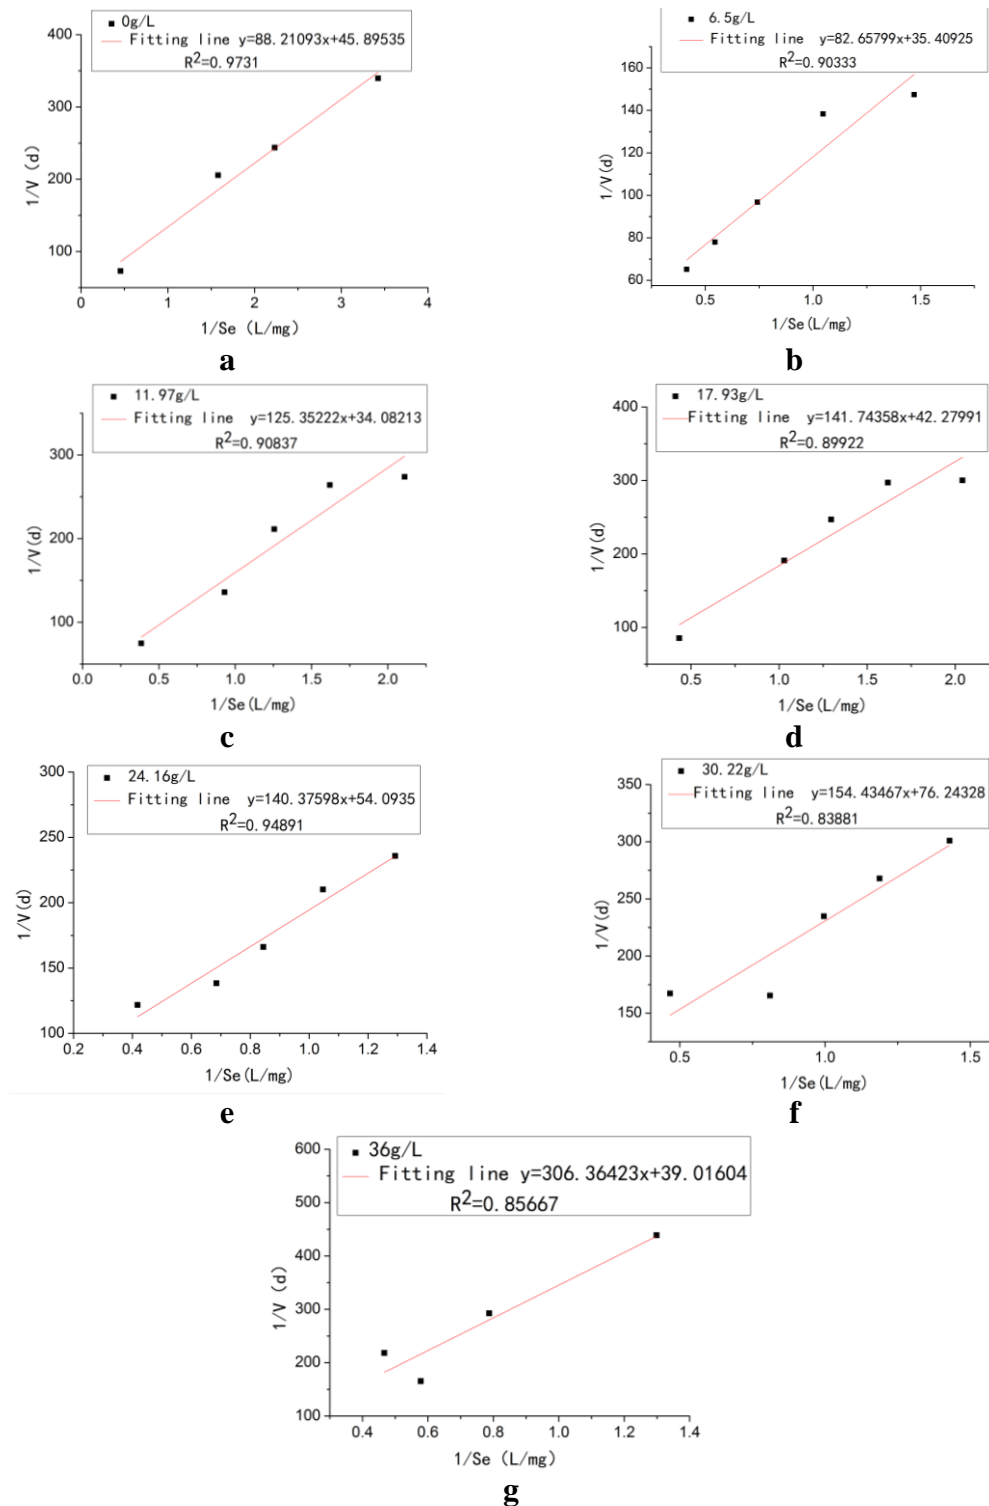 0g/L
Fitting line y=88.21093x+45.89535
R2=0.9731
400
300
200
100
0 1 2 3 4
1/V (d)
1/Se (L/mg)
a
6.5g/L
Fitting line y=82.65799x+35.40925
R2=0.90333
160
140
120
100
80
60
0.5 1.0 1.5
1/V(d)
1/Se(L/mg)
b
11.97g/L
Fitting line y=125.35222x+34.08213
R2=0.90837
300
200
100
0.0 0.5 1.0 1.5 2.0
1/V(d)
1/Se(L/mg)
c
17.93g/L
Fitting line y=141.74358x+42.27991
R2=0.89922
400
300
200
100
0.5 1.0 1.5 2.0
1/V(d)
1/Se(L/mg)
d
24.16g/L
Fitting line y=140.37598x+54.0935
R2=0.94891
300
250
200
150
100
0.2 0.4 0.6 0.8 1.0 1.2 1.4
1/V(d)
1/Se(L/mg)
e
30.22g/L
Fitting line y=154.43467x+76.24328
R2=0.83881
350
300
250
200
150
0.5 1.0 1.5
1/V(d)
1/Se(L/mg)
f
36g/L
Fitting line y=306.36423x+39.01604
R2=0.85667
600
500
400
300
200
100
0.4 0.6 0.8 1.0 1.2 1.4
1/V (d)
1/Se (L/mg)
g